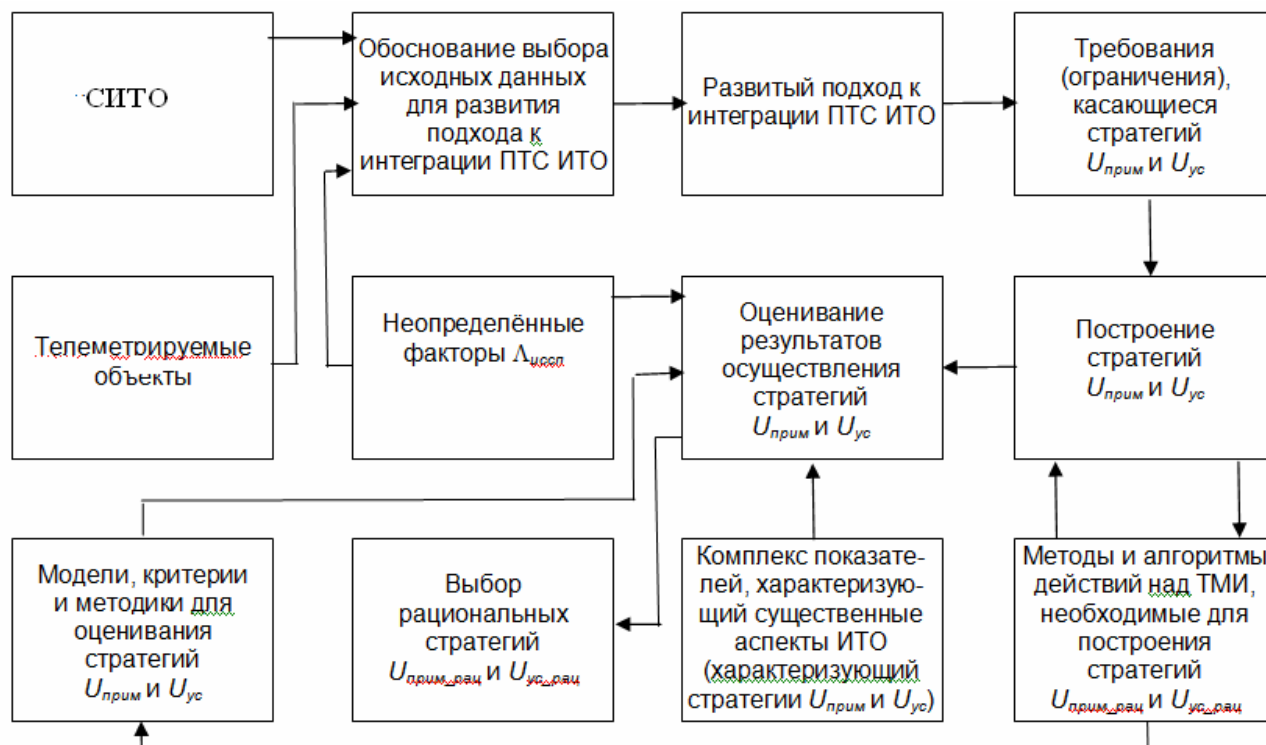 СИТО
Обоснование выбора
исходных данных
для развития
подхода к
интеграции ПТС ИТО
Развитый подход к
интеграции ПТС ИТО
Требования
(ограничения),
касающиеся
стратегий
Uприм и Uус
Телеметрируемые
объекты
Неопределённые
факторы Λиссп
Оценивание
результатов
осуществления
стратегий
Uприм и Uус
Построение
стратегий
Uприм и Uус
Модели, критерии
и методики для
оценивания
стратегий
Uприм и Uус
Выбор
рациональных
стратегий
Uприм_рац и Uус_рац
Комплекс показате-
лей, характеризую-
щий существенные
аспекты ИТО
(характеризующий
стратегии Uприм и Uус)
Методы и алгоритмы
действий над ТМИ,
необходимые для
построения
стратегий
Uприм_рац и Uус_рац